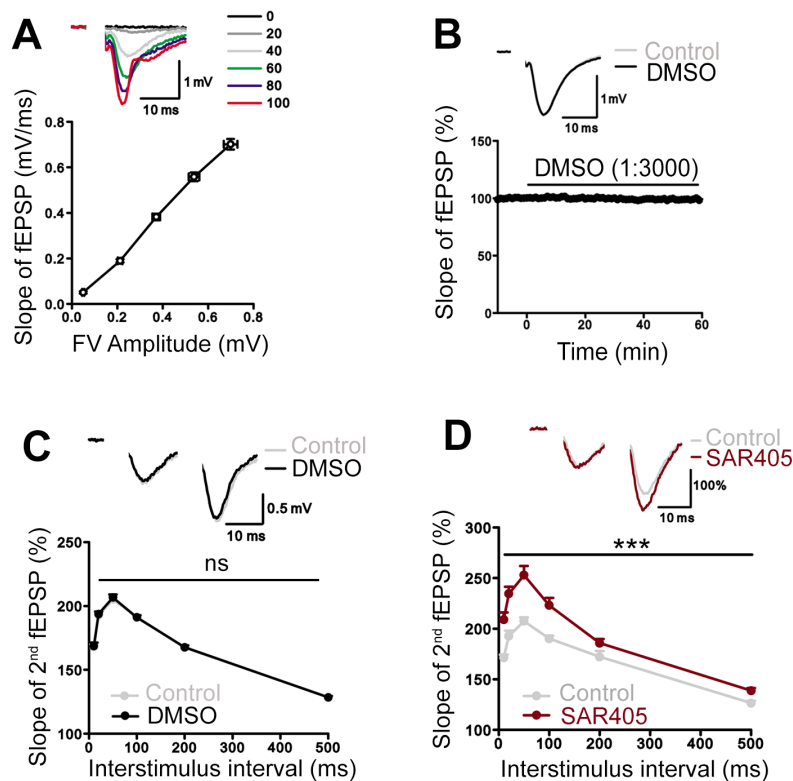 A
0
20
40
60
80
100
1 mV
10 ms
Slope of fEPSP (mV/ms)
0.8
0.6
0.4
0.2
0.0
0.0 0.2 0.4 0.6 0.8
FV Amplitude (mV)
B
Control
DMSO
1mV
10 ms
Slope of fEPSP (%)
150
100
50
0
DMSO (1:3000)
0 20 40 60
Time (min)
C
Control
DMSO
0.5 mV
10 ms
Slope of 2nd fEPSP (%)
250
200
150
100
ns
Control
DMSO
0 100 200 300 400 500
Interstimulus interval (ms)
D
Control
SAR405
100%
10 ms
Slope of 2nd fEPSP (%)
300
250
200
150
100
***
Control
SAR405
0 100 200 300 400 500
Interstimulus interval (ms)